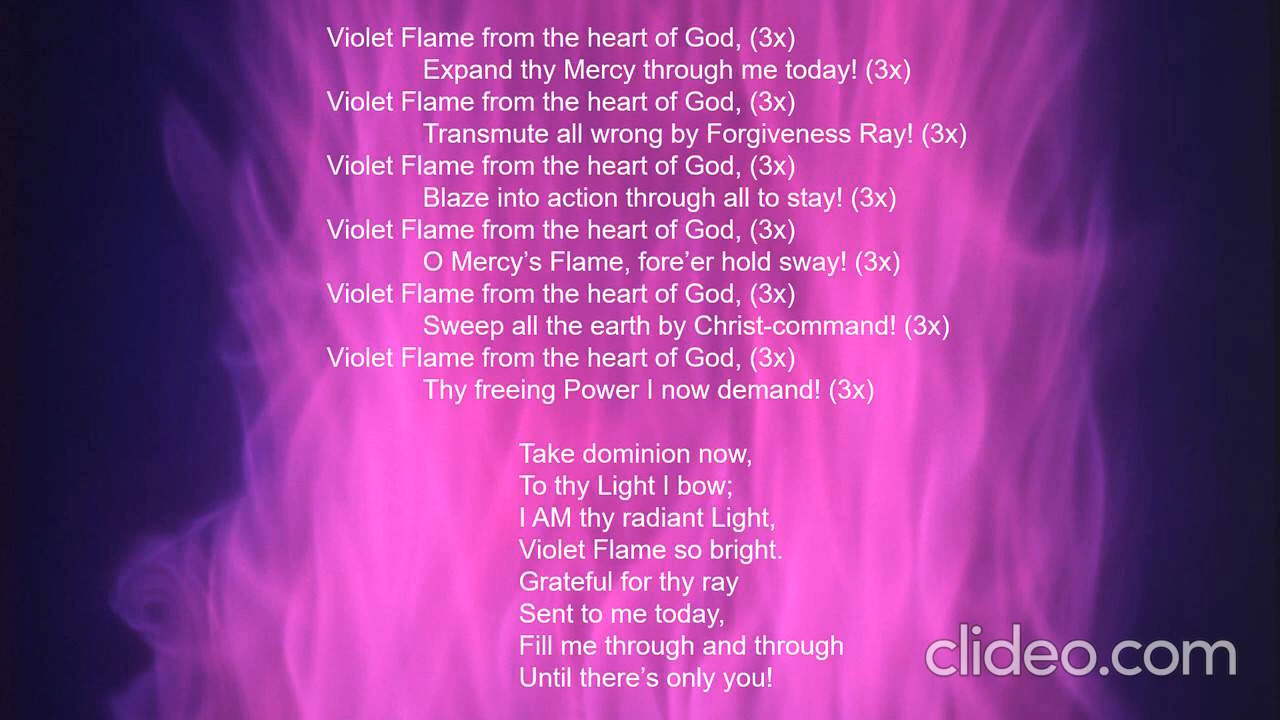 Violet Flame from the heart of God, (3x)
Expand thy Mercy through me today! (3x)
Violet Flame from the heart of God, (3x)
Transmute all wrong by Forgiveness Ray! (3x)
Violet Flame from the heart of God, (3x)
Blaze into action through all to stay! (3x)
Violet Flame from the heart of God, (3x)
O Mercy’s Flame, fore’er hold sway! (3x)
Violet Flame from the heart of God, (3x)
Sweep all the earth by Christ-command! (3x)
Violet Flame from the heart of God, (3x)
Thy freeing Power I now demand! (3x)
Take dominion now,
To thy Light I bow;
I AM thy radiant Light,
Violet Flame so bright.
Grateful for thy ray
Sent to me today,
Fill me through and through
Until there’s only you!
clideo.com